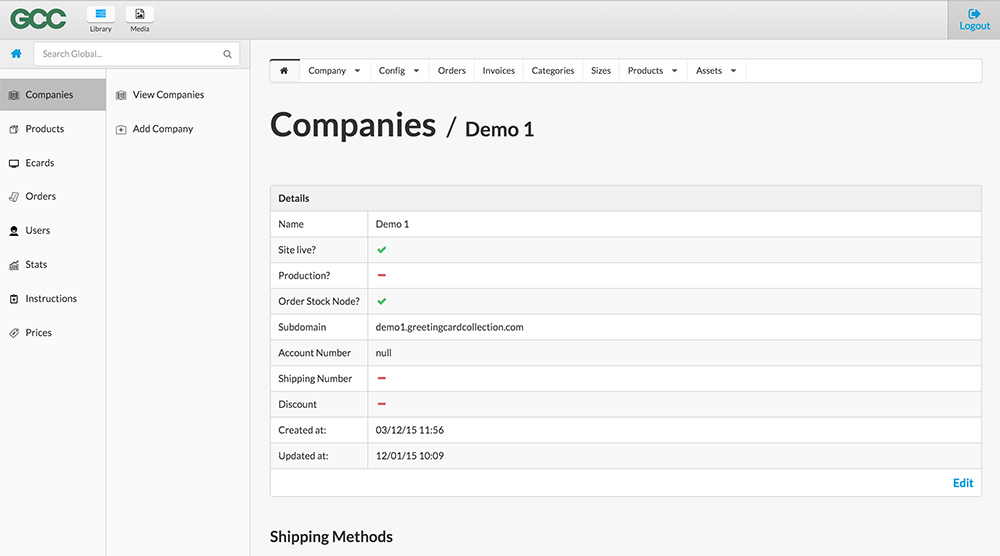 GCC
Library
Media
Logout
Search Global...
Companies
Products
Ecards
Orders
Users
Stats
Instructions
Prices
View Companies
Add Company
Company Config Orders Invoices Categories Sizes Products Assets
Companies / Demo 1
Details
Name Demo 1
Site live?
Production?
Order Stock Node?
Subdomain demo1.greetingcardcollection.com
Account Number null
Shipping Number
Discount
Created at: 03/12/15 11:56
Updated at: 12/01/15 10:09
Edit
Shipping Methods